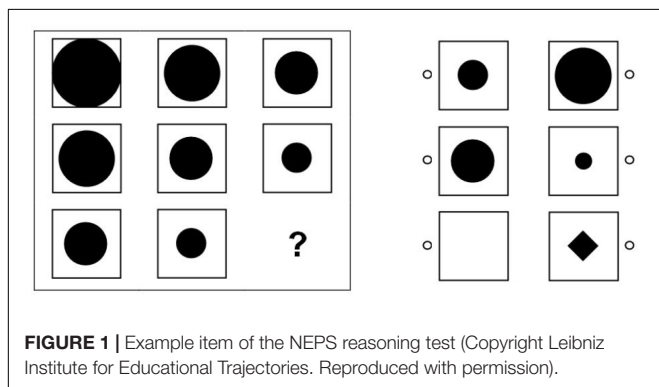 ?
FIGURE 1 | Example item of the NEPS reasoning test (Copyright Leibniz
Institute for Educational Trajectories. Reproduced with permission).